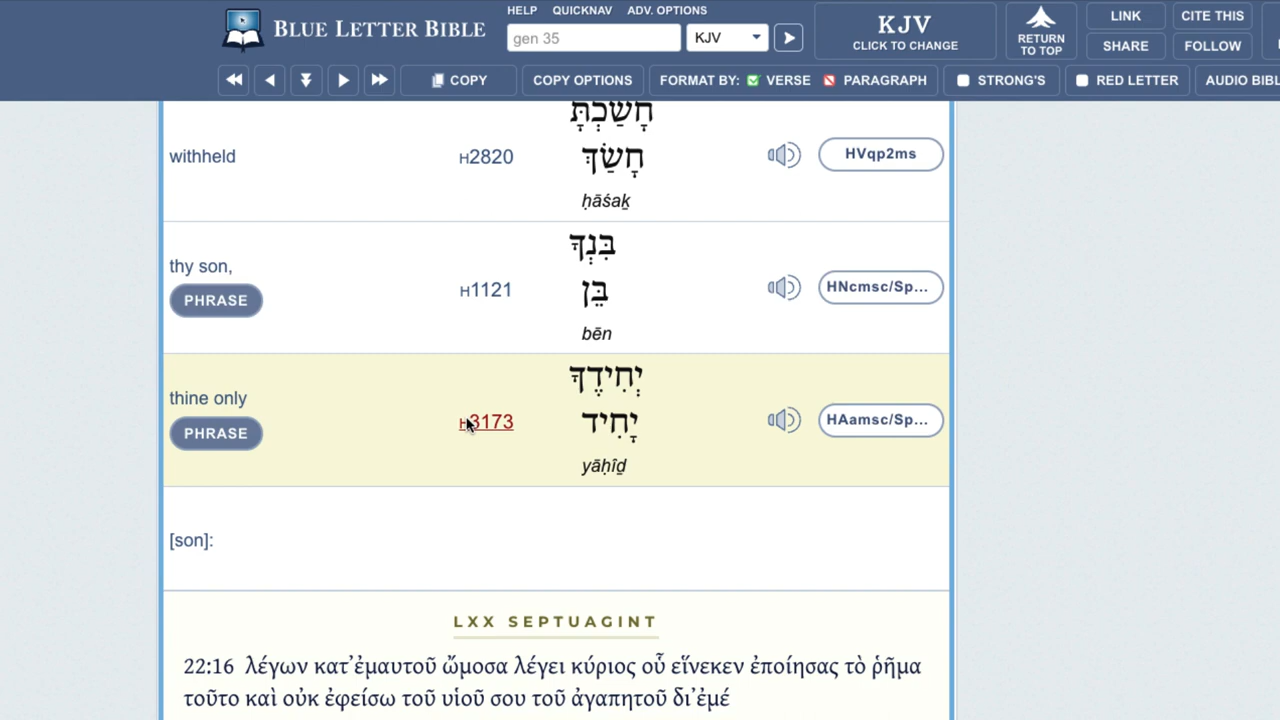 HELP QUICKNAV ADV. OPTIONS
BLUE LETTER BIBLE
gen 35
KJV
KJV
CLICK TO CHANGE
RETURN
TO TOP
LINK
CITE THIS
SHARE
FOLLOW
COPY
COPY OPTIONS
FORMAT BY: VERSE PARAGRAPH
STRONG'S
RED LETTER
AUDIO BIBL
חָשַׂכְתָּ
withheld
H2820
חָשַׂךְ
HVqp2ms
ḥāśaḵ
בִּנְךָ
thy son,
PHRASE
H1121
בֵּן
HNcmsc/Sp...
bēn
יְחִידֶךָ
thine only
PHRASE
H3173
יָחִיד
HAamsc/Sp...
yāḥîḏ
[son]:
LXX SEPTUAGINT
22:16 λέγων κατ᾽ἐμαυτοῦ ὤμοσα λέγει κύριος οὗ εἵνεκεν ἐποίησας τὸ ῥῆμα
τοῦτο καὶ οὐκ ἐφείσω τοῦ υἱοῦ σου τοῦ ἀγαπητοῦ δι᾽ἐμέ